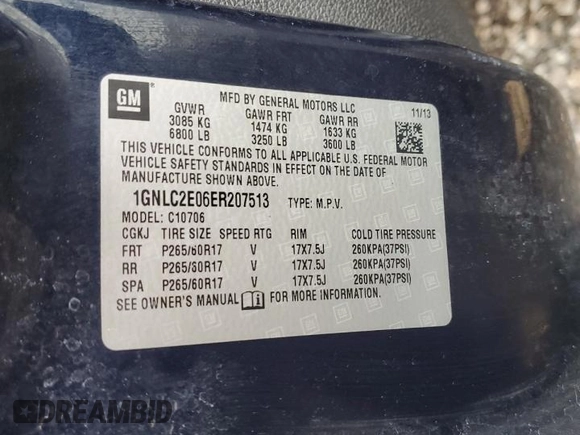 GM
MFD BY GENERAL MOTORS LLC
11/13
GVWR GAWR FRT GAWR RR
3085 KG 1474 KG 1633 KG
6800 LB 3250 LB 3600 LB
THIS VEHICLE CONFORMS TO ALL APPLICABLE U.S. FEDERAL MOTOR
VEHICLE SAFETY STANDARDS IN EFFECT ON THE DATE OF
MANUFACTURE SHOWN ABOVE.
1GNLC2E06ER207513 TYPE: M.P.V.
MODEL: C10706
CGKJ TIRE SIZE SPEED RTG RIM COLD TIRE PRESSURE
FRT P265/60R17 V 17X7.5J 260KPA(37PSI)
RR P265/60R17 V 17X7.5J 260KPA(37PSI)
SPA P265/60R17 V 17X7.5J 260KPA(37PSI)
SEE OWNER'S MANUAL FOR MORE INFORMATION.
DREAMBID